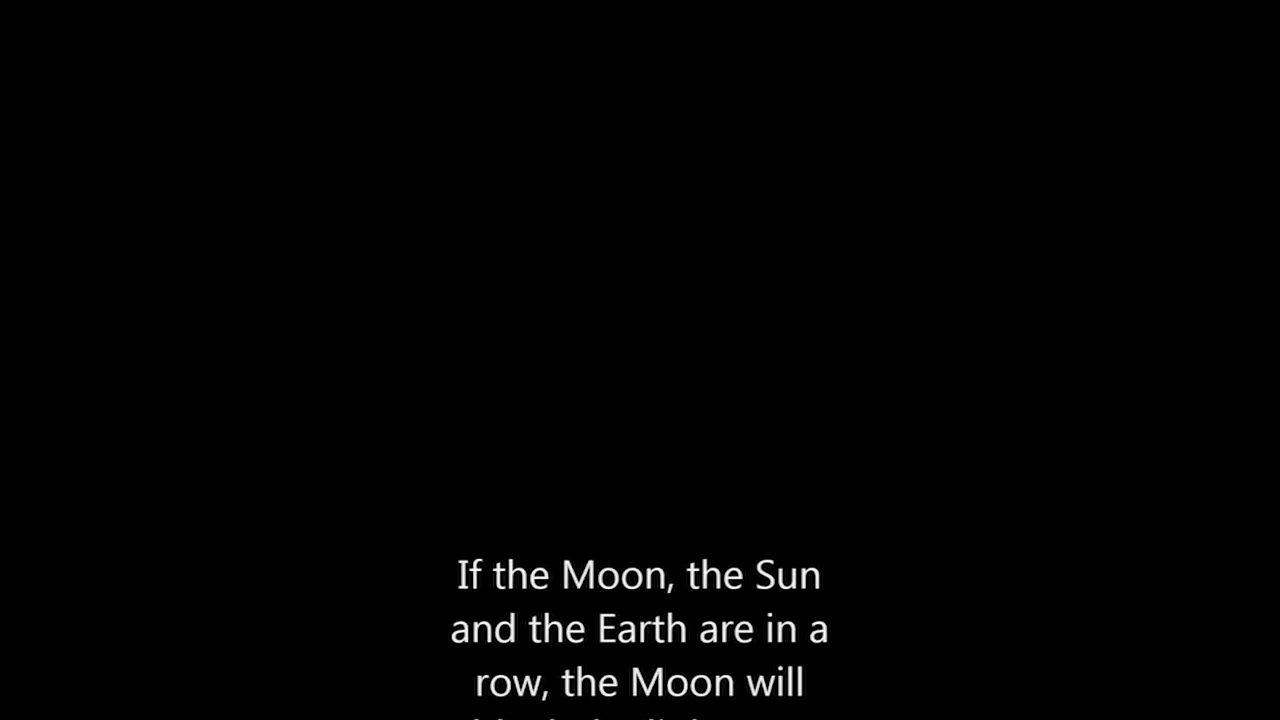 If the Moon, the Sun
and the Earth are in a
row, the Moon will